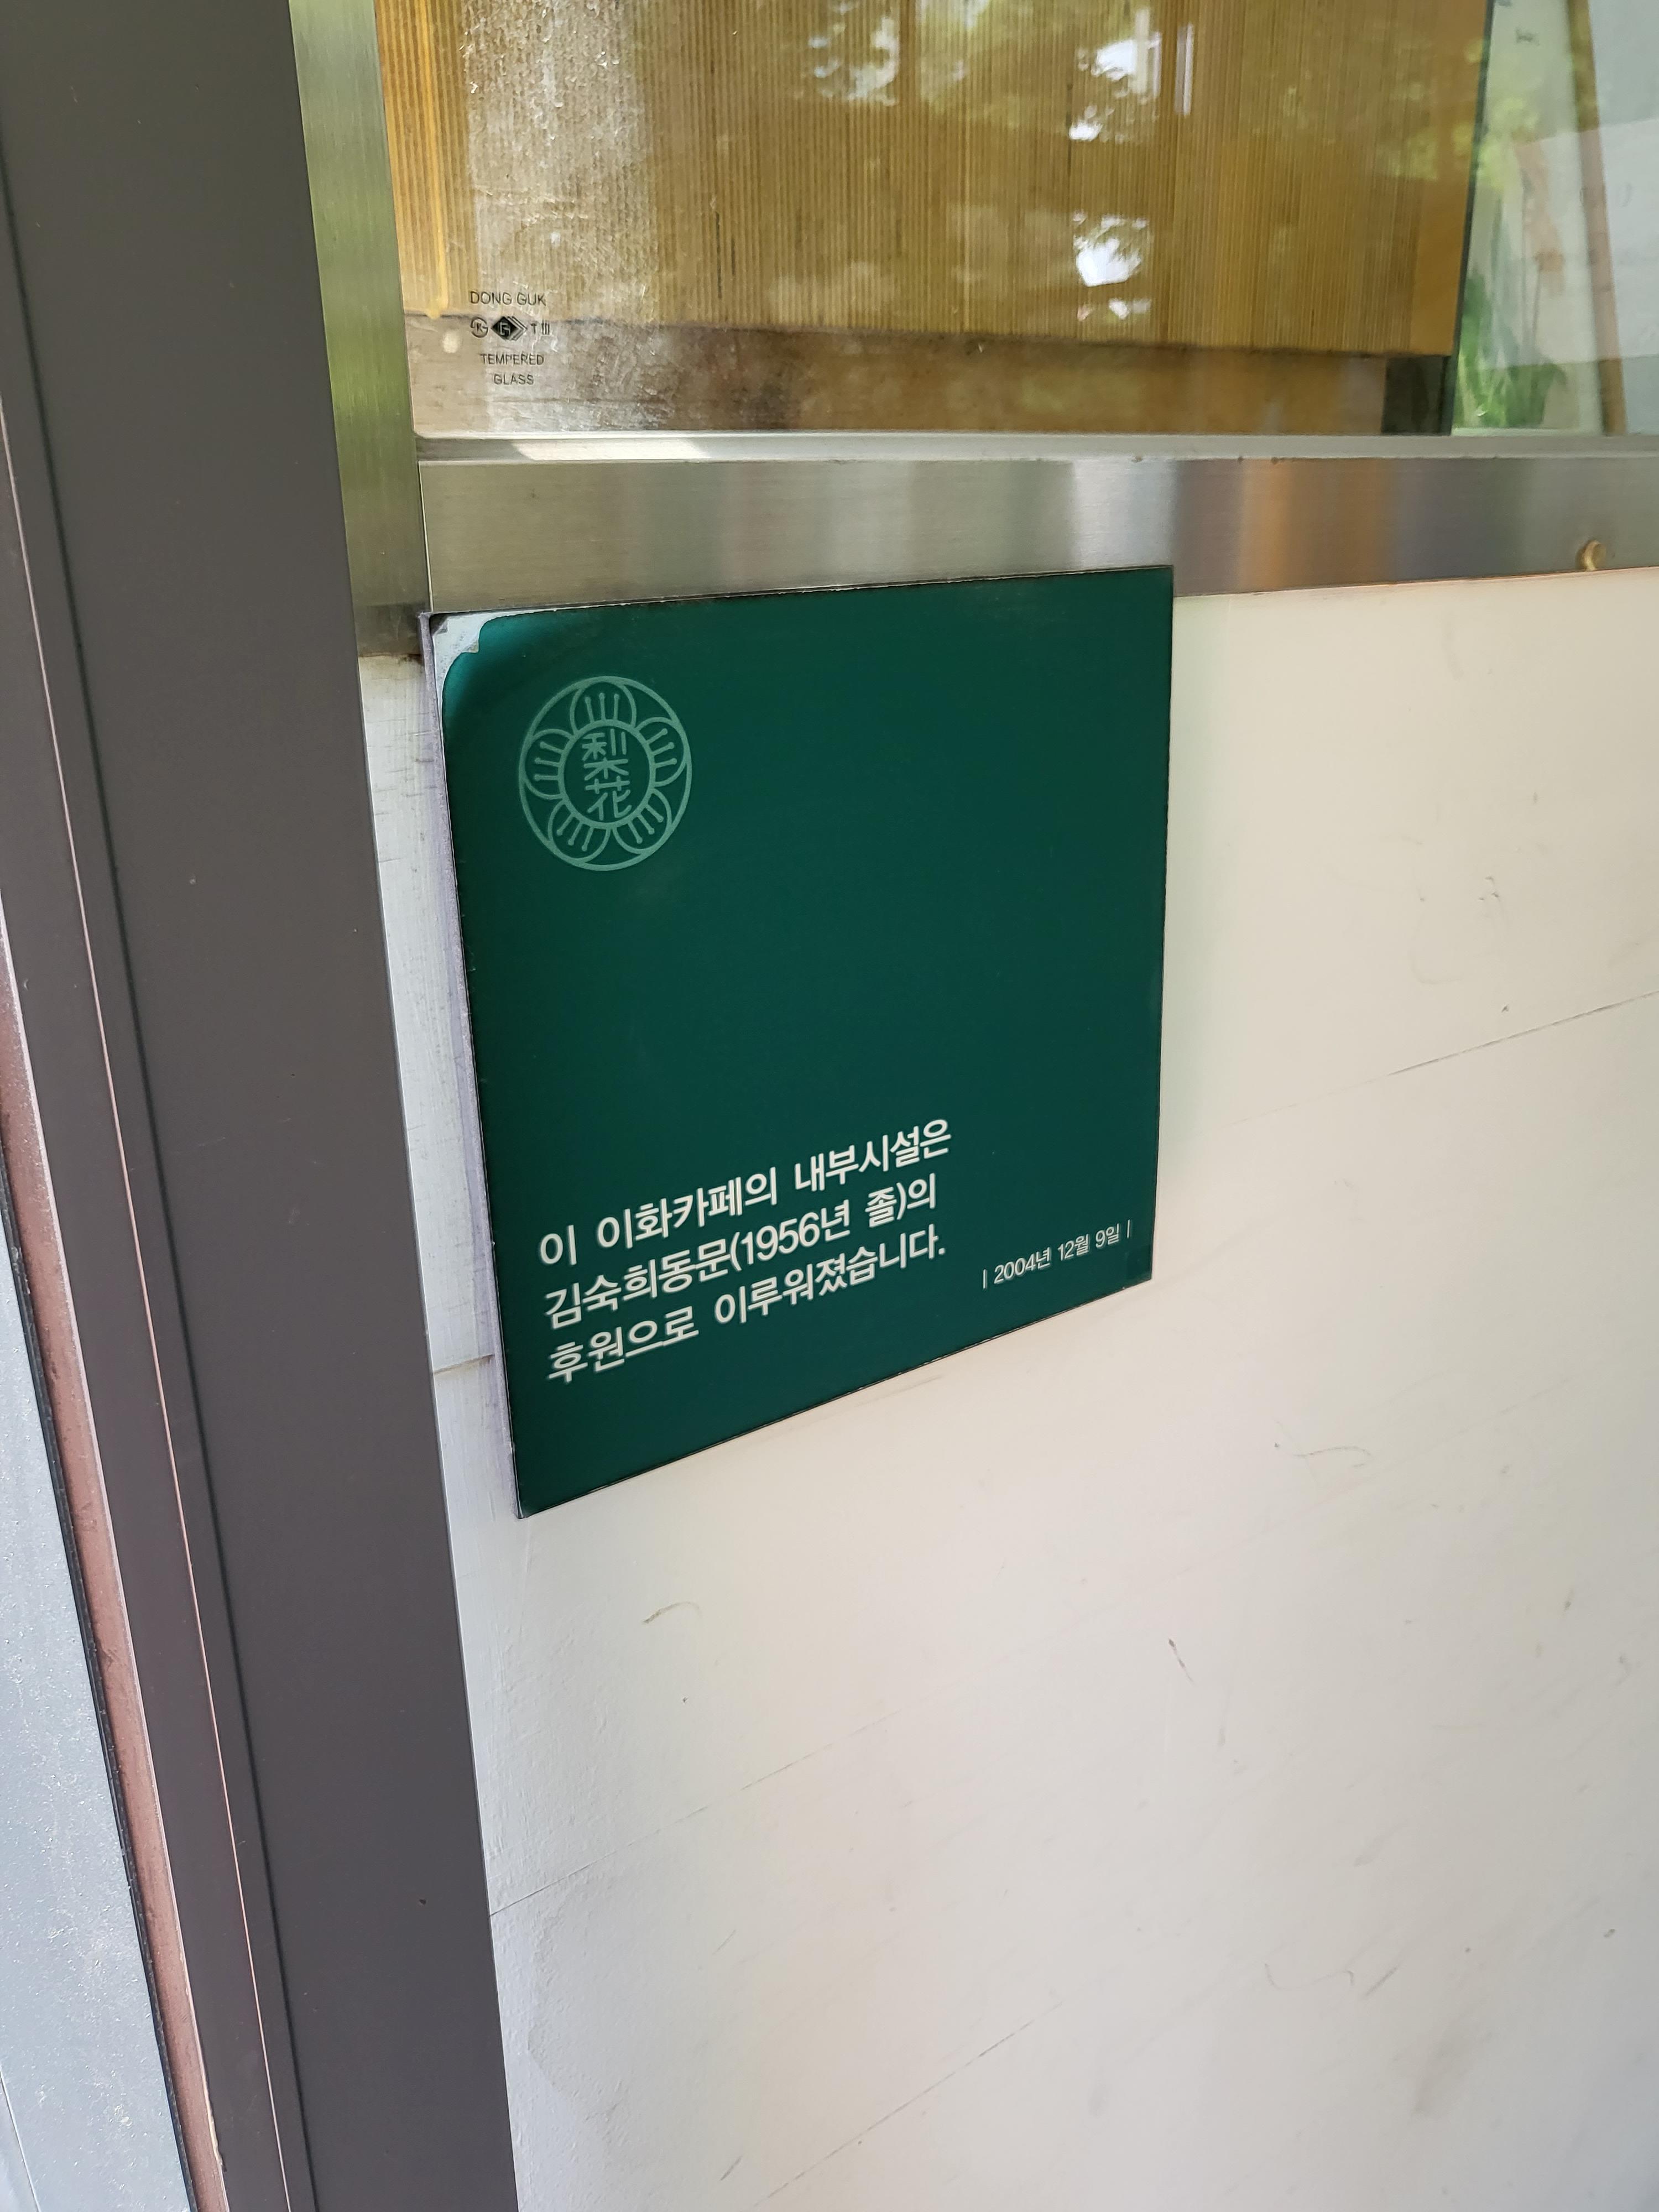 DONG GUK
TEMPERED
GLASS
梨花
이 이화카페의 내부시설은
김숙희동문(1956년 졸)의
후원으로 이루워졌습니다.
| 2004년 12월 9일 |